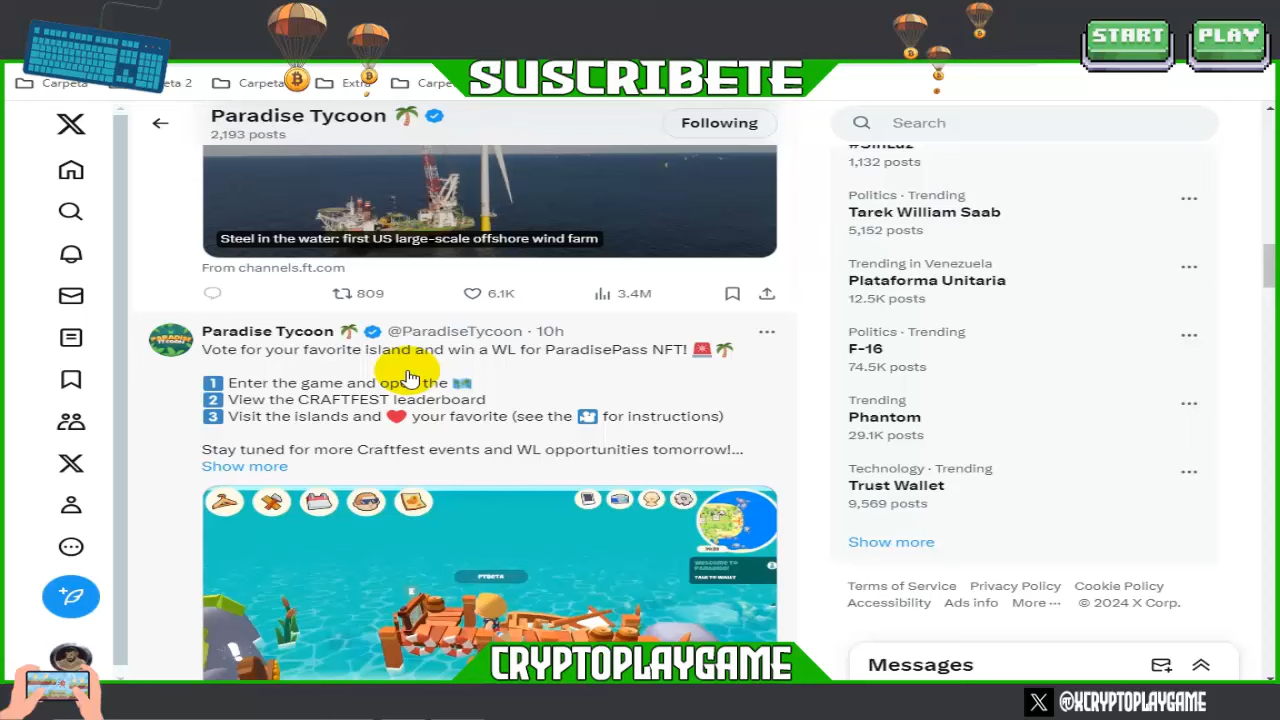 START
PLAY
SUSCRIBETE
Carpeta
a 2
Carpeta
Extra
Carpe
Paradise Tycoon 🌴
2,193 posts
Following
Search
Steel in the water: first US large-scale offshore wind farm
From channels.ft.com
809
6.1K
3.4M
Paradise Tycoon 🌴 @ParadiseTycoon · 10h
Vote for your favorite island and win a WL for ParadisePass NFT! 🚨🌴
1️⃣ Enter the game and open the 🗺️
2️⃣ View the CRAFTFEST leaderboard
3️⃣ Visit the islands and ❤️ your favorite (see the 🎦 for instructions)
Stay tuned for more Craftfest events and WL opportunities tomorrow!...
Show more
PTBETA
E
WELCOME TO PARADISE!
#SinLuz
1,132 posts
Politics · Trending
Tarek William Saab
5,152 posts
Trending in Venezuela
Plataforma Unitaria
12.5K posts
Politics · Trending
F-16
74.5K posts
Trending
Phantom
29.1K posts
Technology · Trending
Trust Wallet
9,569 posts
Show more
Terms of Service Privacy Policy Cookie Policy
Accessibility Ads info More ··· © 2024 X Corp.
Messages
CRYPTOPLAYGAME
@XCRYPTOPLAYGAME